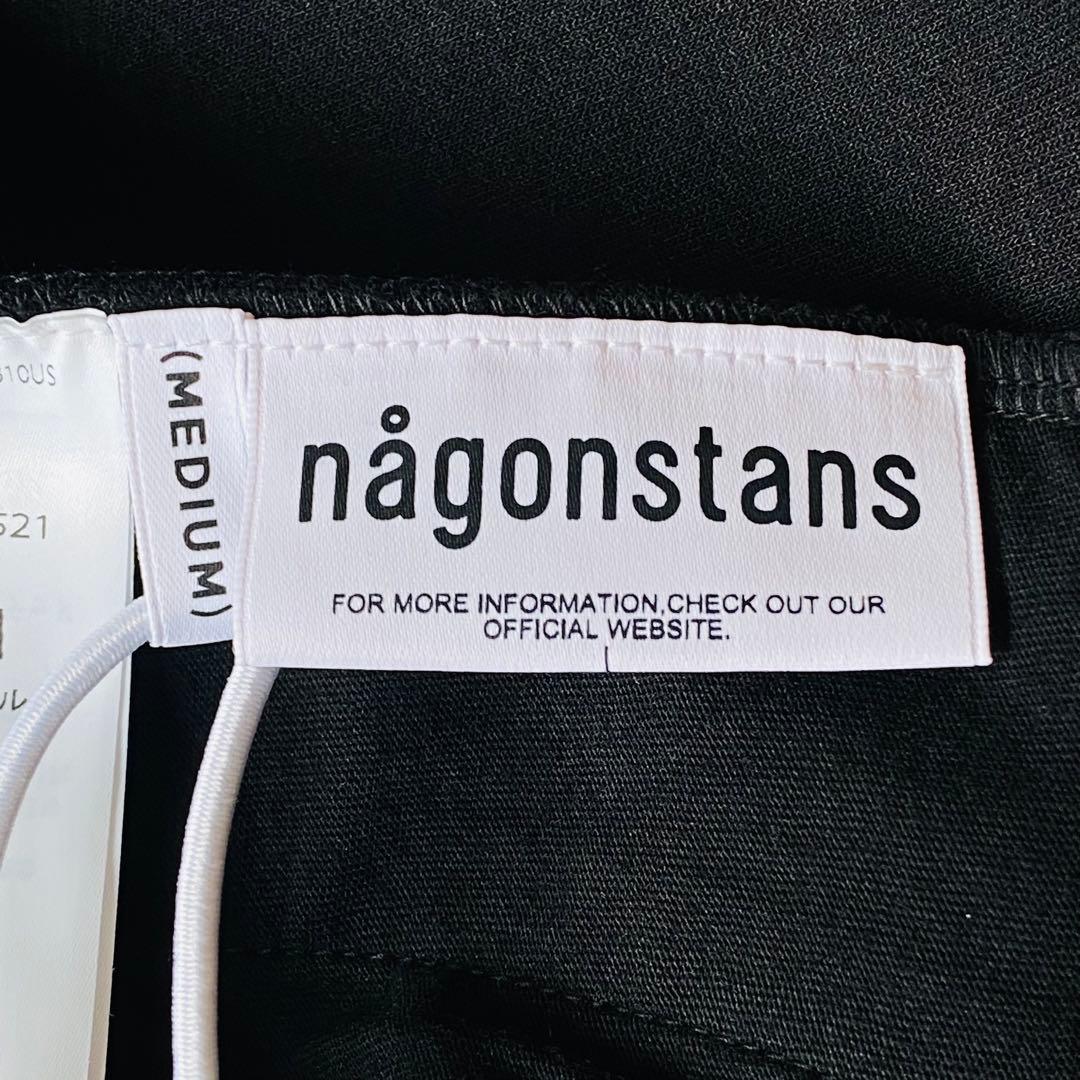 (MEDIUM)
någonstans
FOR MORE INFORMATION,CHECK OUT OUR
OFFICIAL WEBSITE.